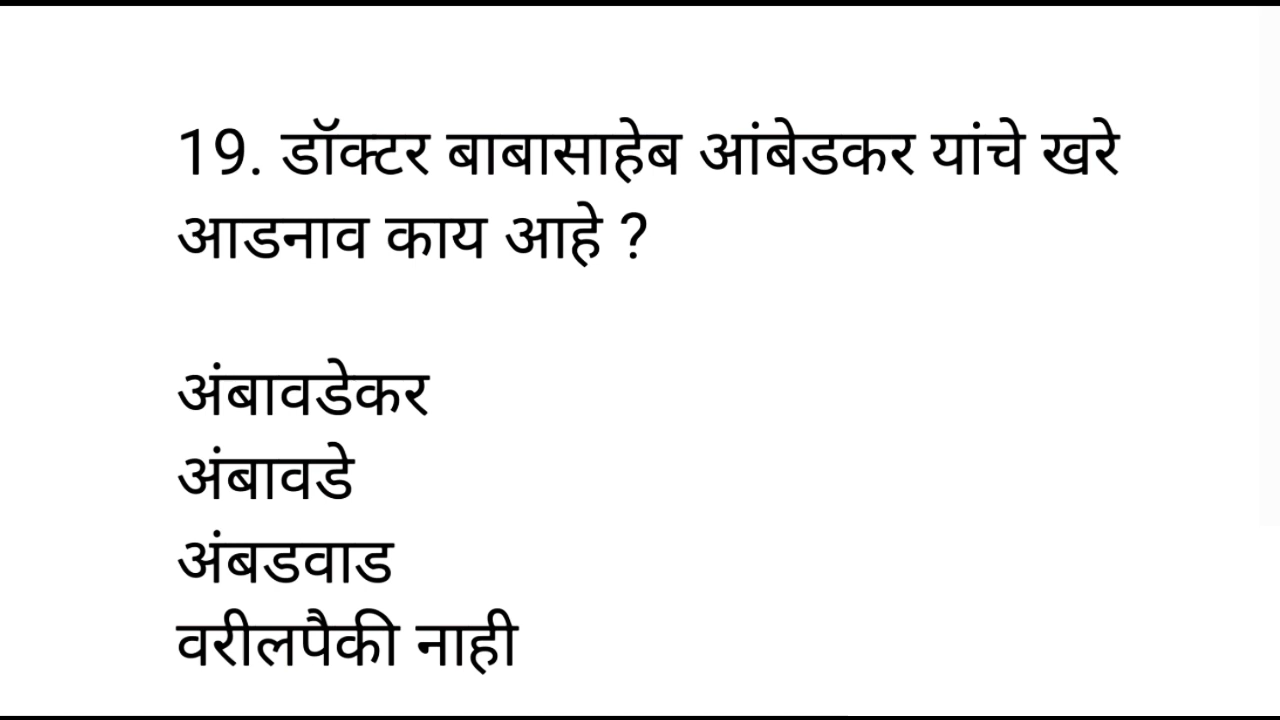 19. डॉक्टर बाबासाहेब आंबेडकर यांचे खरे
आडनाव काय आहे ?
अंबावडेकर
अंबावडे
अंबडवाड
वरीलपैकी नाही